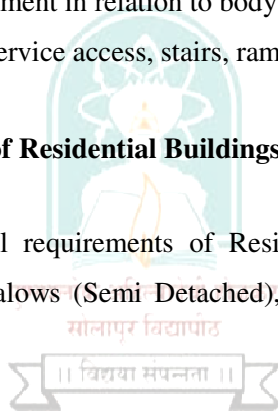 ment in relation to body
ervice access, stairs, ram
of Residential Buildings
l requirements of Resi
alows (Semi Detached),
सोलापूर विद्यापीठ
॥ विद्यया संपन्नता ॥